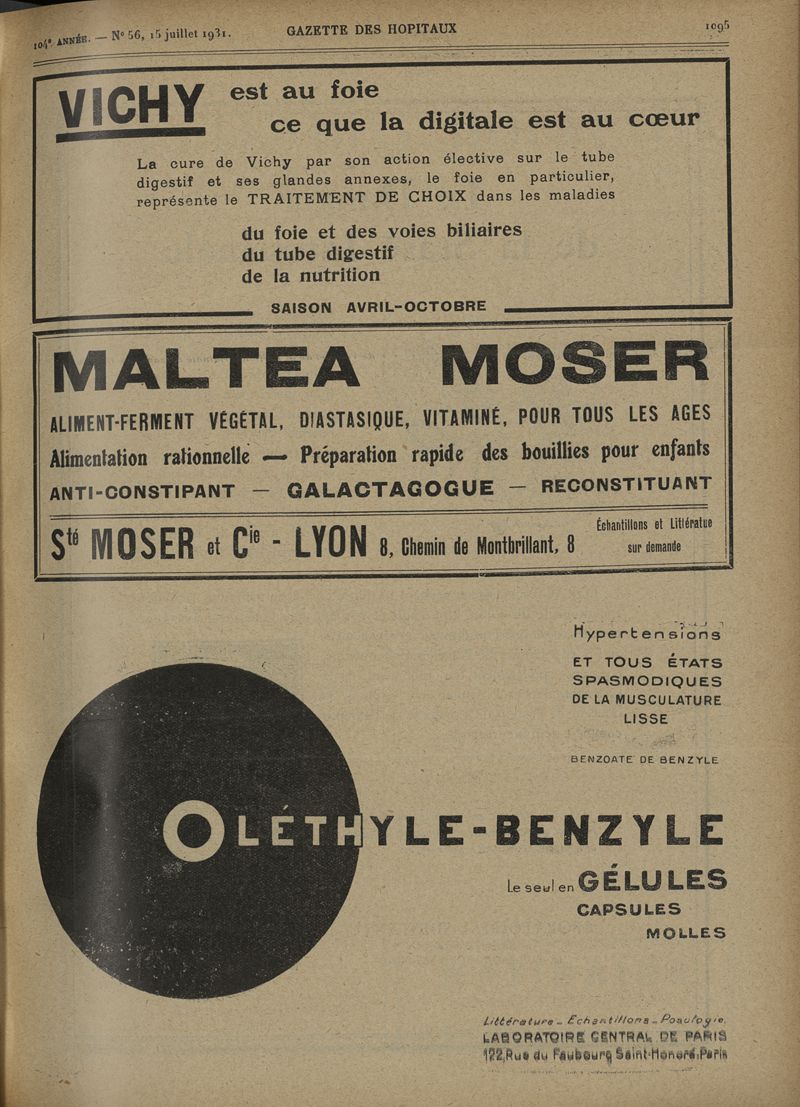 104e ANNÉE. — No 56, 15 juillet 1931.
GAZETTE DES HOPITAUX
1095
VICHY est au foie
ce que la digitale est au cœur
La cure de Vichy par son action élective sur le tube
digestif et ses glandes annexes, le foie en particulier,
représente le TRAITEMENT DE CHOIX dans les maladies
du foie et des voies biliaires
du tube digestif
de la nutrition
SAISON AVRIL-OCTOBRE
MALTEA MOSER
ALIMENT-FERMENT VÉGÉTAL, DIASTASIQUE, VITAMINÉ, POUR TOUS LES AGES
Alimentation rationnelle — Préparation rapide des bouillies pour enfants
ANTI-CONSTIPANT — GALACTAGOGUE — RECONSTITUANT
Sté MOSER et Cie - LYON 8, Chemin de Montbrillant, 8
Échantillons et Littératue
sur demande
Hypertensions
ET TOUS ÉTATS
SPASMODIQUES
DE LA MUSCULATURE
LISSE
BENZOATE DE BENZYLE
OLÉTHYLE-BENZYLE
Le seul en GÉLULES
CAPSULES
MOLLES
Littérature - Échantillons - Posologie.
LABORATOIRE CENTRAL DE PARIS
122, Rue du Faubourg Saint-Honoré, Paris